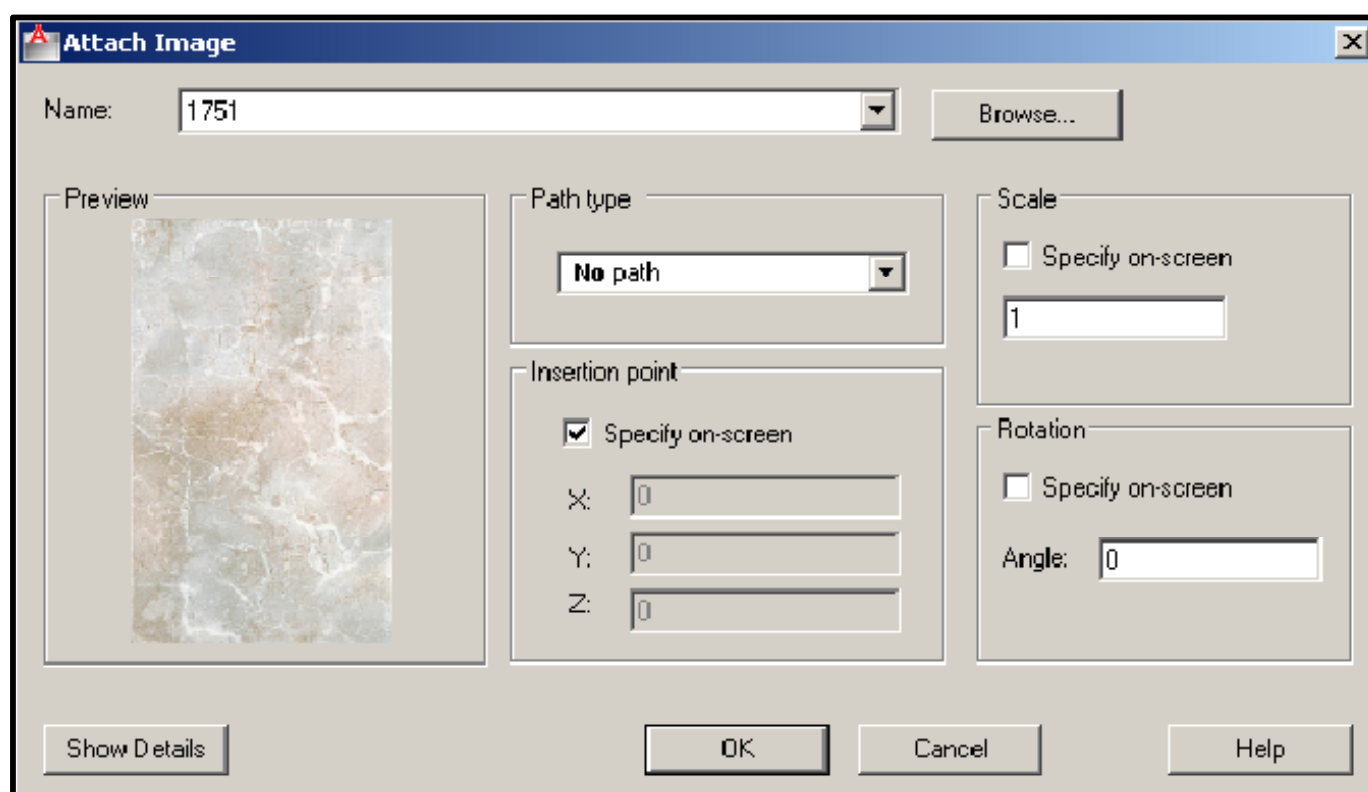 Attach Image
Name: 1751 Browse...
Preview
Path type
No path
Scale
Specify on-screen
1
Insertion point
Specify on-screen
X: 0
Y: 0
Z: 0
Rotation
Specify on-screen
Angle: 0
Show Details OK Cancel Help